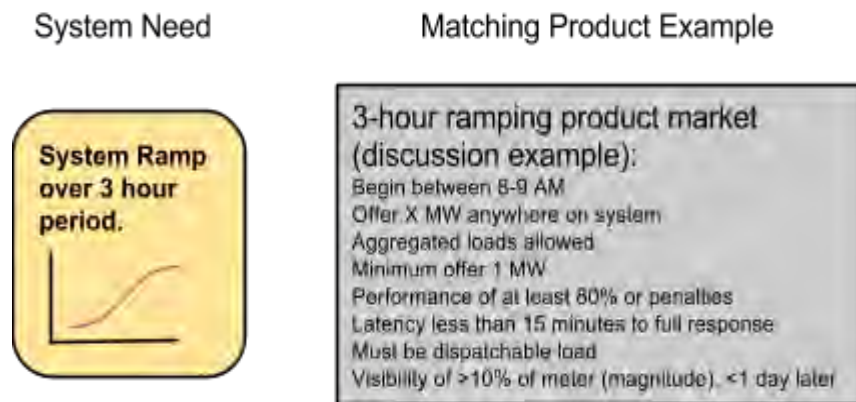 System Need
Matching Product Example
System Ramp
over 3 hour
period.
3-hour ramping product market
(discussion example):
Begin between 8-9 AM
Offer X MW anywhere on system
Aggregated loads allowed
Minimum offer 1 MW
Performance of at least 80% or penalties
Latency less than 15 minutes to full response
Must be dispatchable load
Visibility of >10% of meter (magnitude), <1 day later